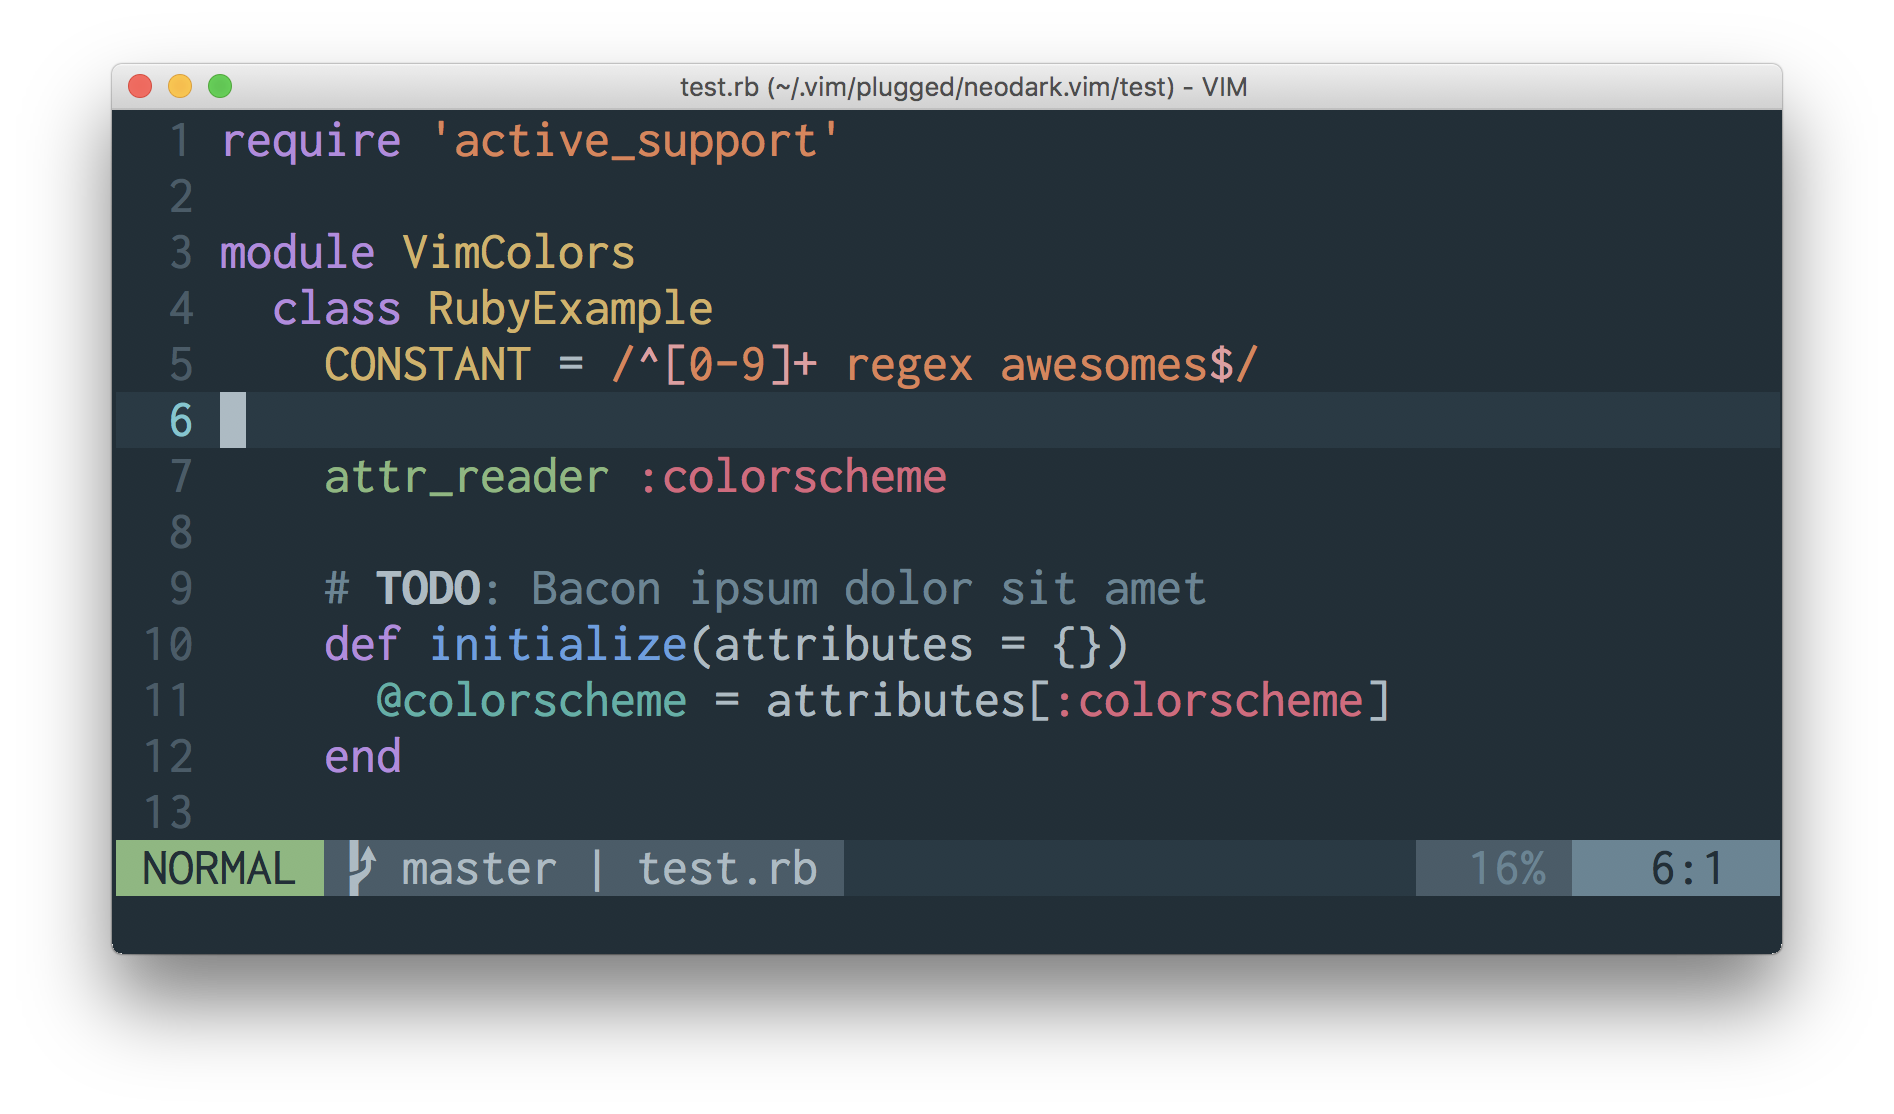 test.rb (~/.vim/plugged/neodark.vim/test) - VIM
1 require 'active_support'
2
3 module VimColors
4   class RubyExample
5     CONSTANT = /^[0-9]+ regex awesomes$/
6
7     attr_reader :colorscheme
8
9     # TODO: Bacon ipsum dolor sit amet
10     def initialize(attributes = {})
11       @colorscheme = attributes[:colorscheme]
12     end
13
NORMAL master | test.rb 16% 6:1